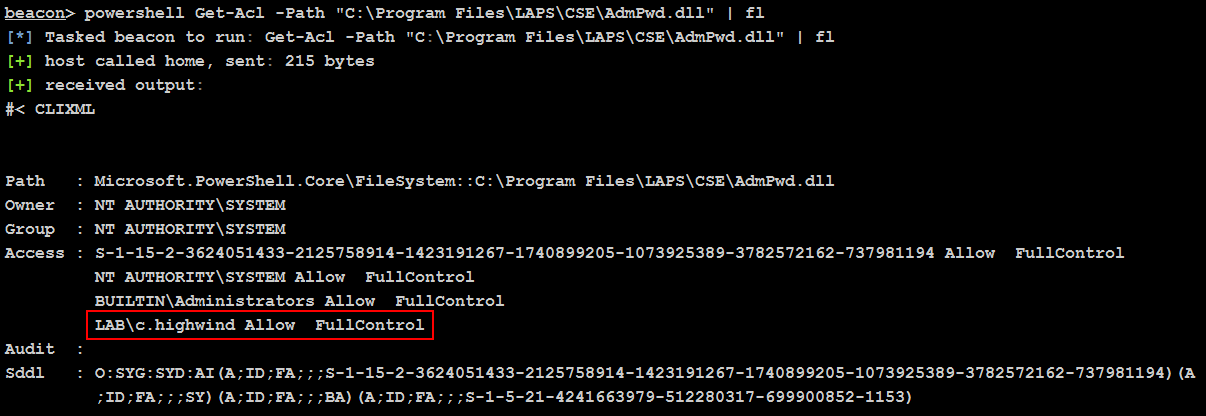 beacon> powershell Get-Acl -Path "C:\Program Files\LAPS\CSE\AdmPwd.dll" | fl
[*] Tasked beacon to run: Get-Acl -Path "C:\Program Files\LAPS\CSE\AdmPwd.dll" | fl
[+] host called home, sent: 215 bytes
[+] received output:
#< CLIXML
Path   : Microsoft.PowerShell.Core\FileSystem::C:\Program Files\LAPS\CSE\AdmPwd.dll
Owner  : NT AUTHORITY\SYSTEM
Group  : NT AUTHORITY\SYSTEM
Access : S-1-15-2-3624051433-2125758914-1423191267-1740899205-1073925389-3782572162-737981194 Allow  FullControl
         NT AUTHORITY\SYSTEM Allow  FullControl
         BUILTIN\Administrators Allow  FullControl
         LAB\c.highwind Allow  FullControl
Audit  :
Sddl   : O:SYG:SYD:AI(A;ID;FA;;;S-1-15-2-3624051433-2125758914-1423191267-1740899205-1073925389-3782572162-737981194)(A
         ;ID;FA;;;SY)(A;ID;FA;;;BA)(A;ID;FA;;;S-1-5-21-4241663979-512280317-699900852-1153)